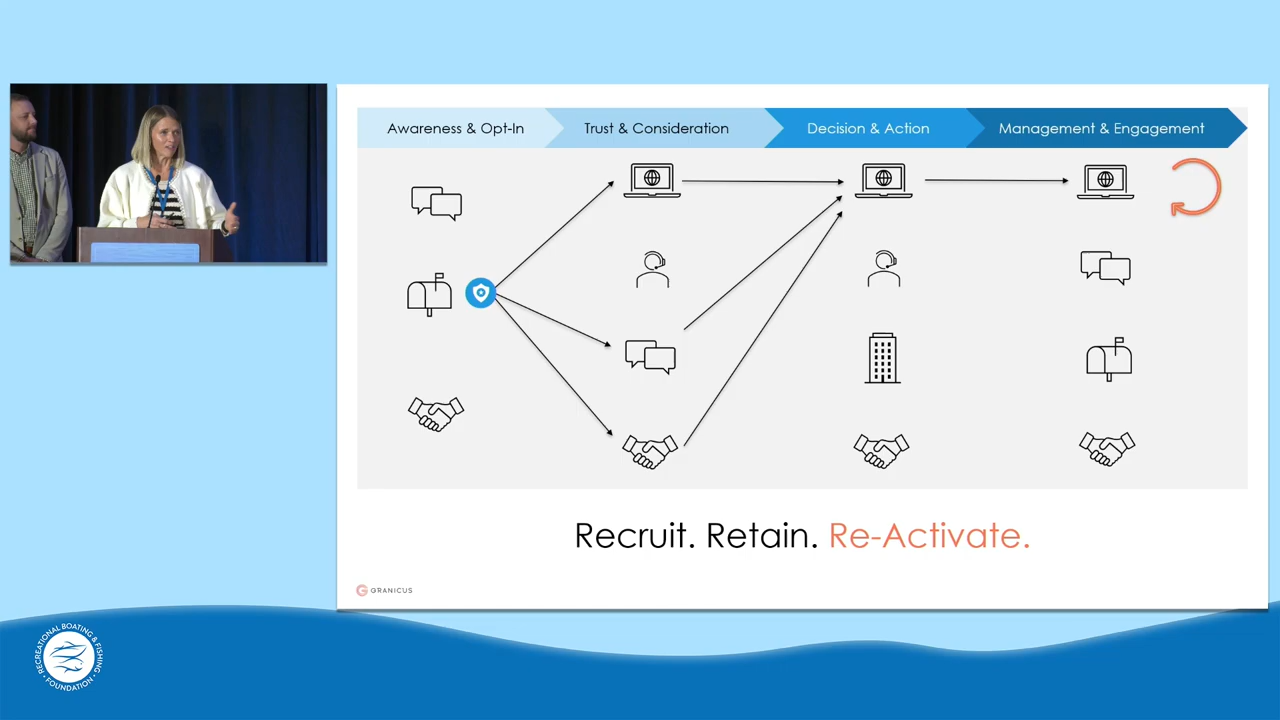 Awareness & Opt-In
Trust & Consideration
Decision & Action
Management & Engagement
Recruit. Retain. Re-Activate.
GRANICUS
RECREATIONAL BOATING & FISHING
• FOUNDATION •